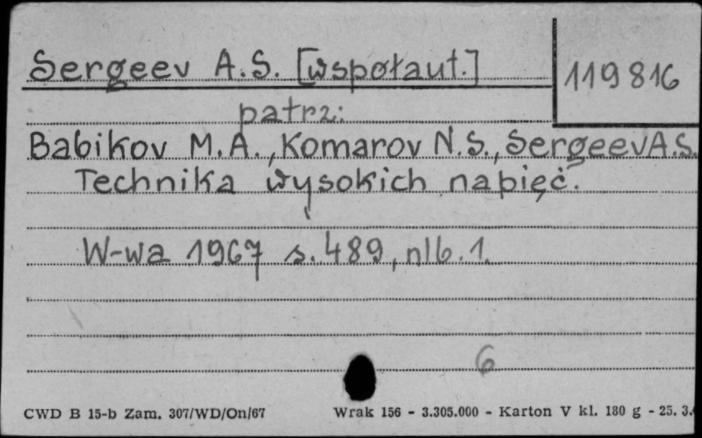 Sergeev A.S. [współaut.]
119816
patrz:
Babikov M.A., Komarov N.S., Sergeev A.S.
Technika wysokich napięć.
W-wa 1967 s. 489, nlb. 1.
6
CWD B 15-b Zam. 307/WD/On/67 Wrak 156 - 3.305.000 - Karton V kl. 180 g - 25. 3.